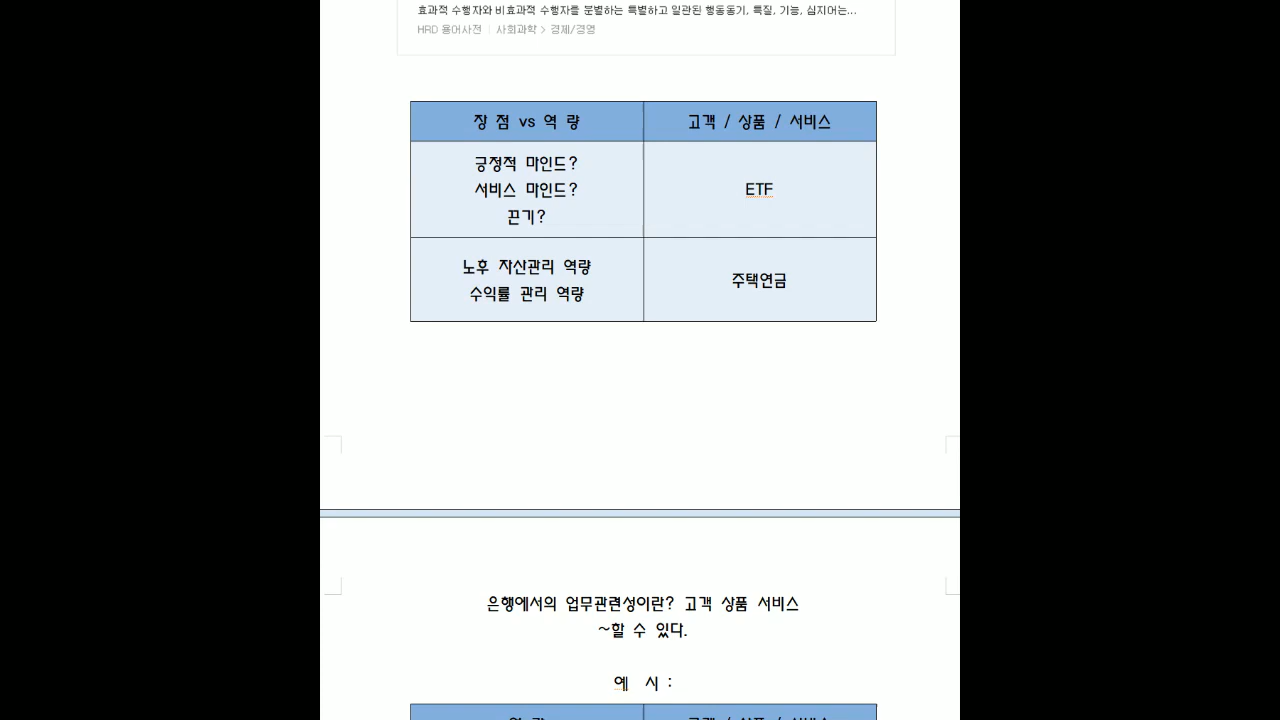 효과적 수행자와 비효과적 수행자를 분별하는 특별하고 일관된 행동동기, 특질, 기능, 심지어는...
HRD 용어사전 | 사회과학 > 경제/경영
장 점 vs 역 량
고객 / 상품 / 서비스
긍정적 마인드?
서비스 마인드?
끈기?
ETF
노후 자산관리 역량
수익률 관리 역량
주택연금
은행에서의 업무관련성이란? 고객 상품 서비스
~할 수 있다.
예 시 :